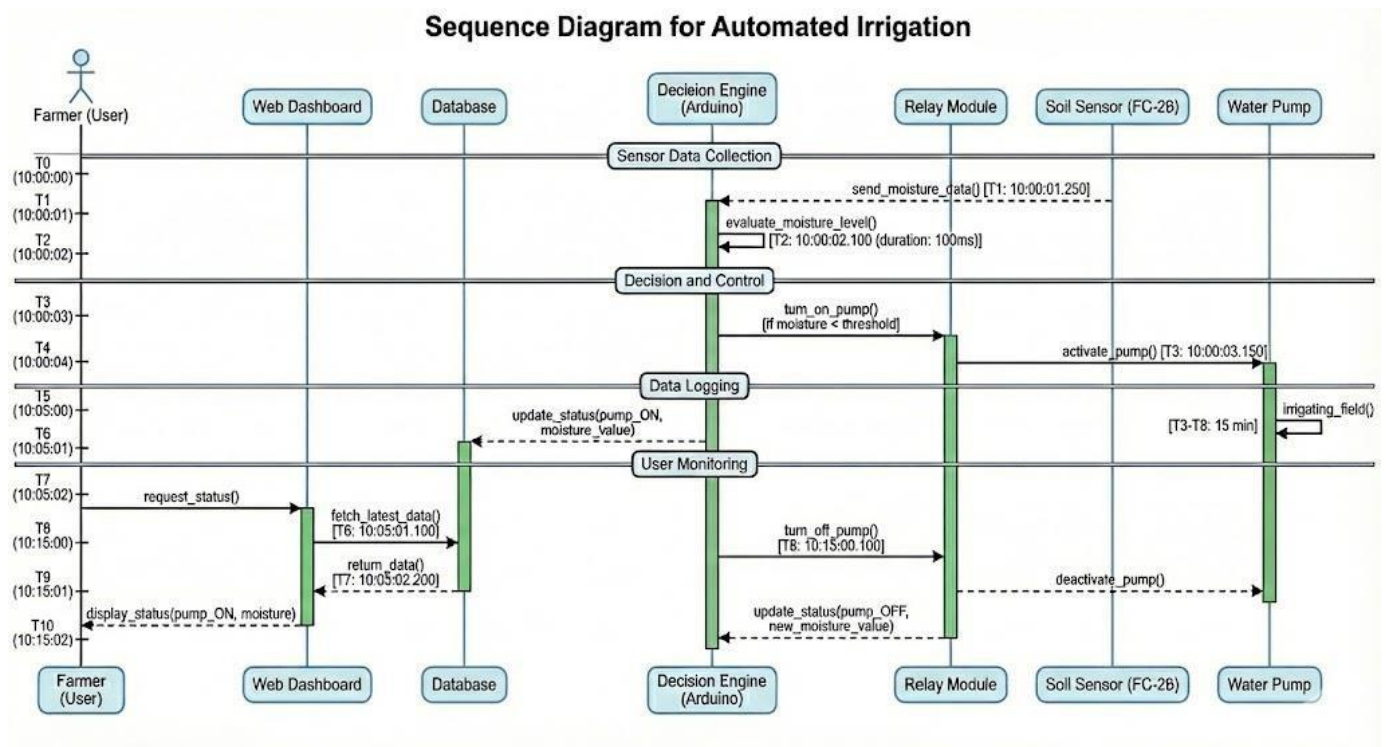 Sequence Diagram for Automated Irrigation
Farmer (User)
Web Dashboard
Database
Decieion Engine
(Arduino)
Relay Module
Soil Sensor (FC-26)
Water Pump
Sensor Data Collection
T0
(10:00:00)
send_moisture_data() [T1: 10:00:01.250]
T1
(10:00:01)
evaluate_moisture_level()
[T2: 10:00:02.100 (duration: 100ms)]
T2
(10:00:02)
Decision and Control
T3
(10:00:03)
turn_on_pump()
[if moisture < threshold]
T4
(10:00:04)
activate_pump() [T3: 10:00:03.150]
Data Logging
T5
(10:05:00)
update_status(pump_ON,
moisture_value)
irrigating_field()
[T3-T8: 15 min]
T6
(10:05:01)
User Monitoring
T7
(10:05:02)
request_status()
fetch_latest_data()
[T6: 10:05:01.100]
T8
(10:15:00)
turn_off_pump()
[T8: 10:15:00.100]
return_data()
[T7: 10:05:02.200]
T9
(10:15:01)
deactivate_pump()
display_status(pump_ON, moisture)
update_status(pump_OFF,
new_moisture_value)
T10
(10:15:02)
Farmer
(User)
Web Dashboard
Database
Decision Engine
(Arduino)
Relay Module
Soil Sensor (FC-26)
Water Pump